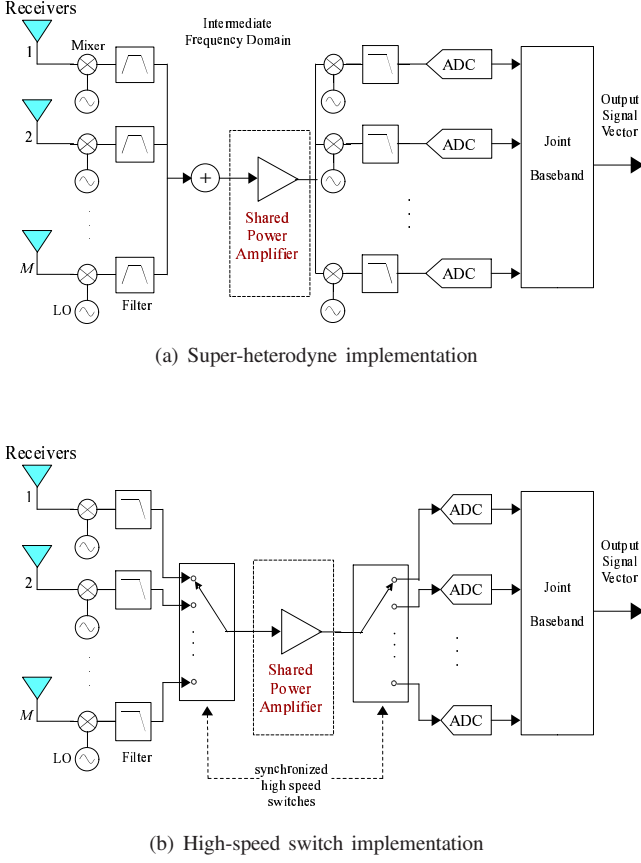 Receivers
Intermediate
Frequency Domain
Mixer
1
ADC
Output
Signal
Vector
2
ADC
Joint
Baseband
+
Shared
Power
Amplifier
M
ADC
LO
Filter
(a) Super-heterodyne implementation
Receivers
1
ADC
Output
Signal
Vector
2
ADC
Joint
Baseband
Shared
Power
Amplifier
M
ADC
LO
Filter
synchronized
high speed
switches
(b) High-speed switch implementation